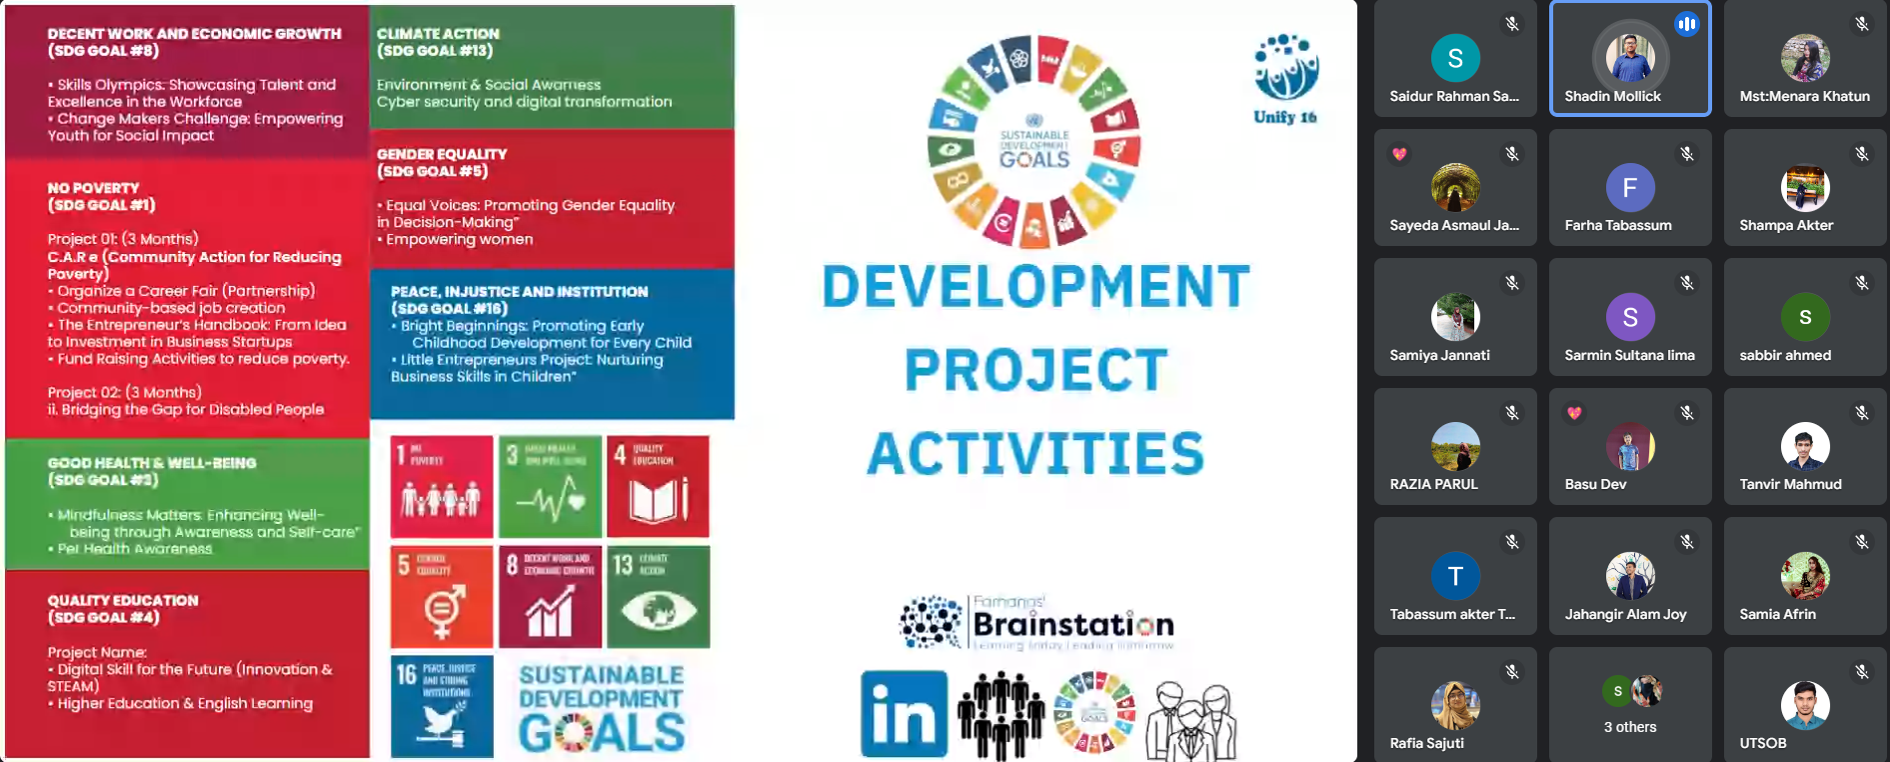 DECENT WORK AND ECONOMIC GROWTH
(SDG GOAL #8)
• Skills Olympics: Showcasing Talent and
Excellence in the Workforce
• Change Makers Challenge: Empowering
Youth for Social Impact
NO POVERTY
(SDG GOAL #1)
Project 01: (3 Months)
C.A.R e (Community Action for Reducing
Poverty)
• Organize a Career Fair (Partnership)
• Community-based job creation
• The Entrepreneur's Handbook: From Idea
to Investment in Business Startups
• Fund Raising Activities to reduce poverty.
Project 02: (3 Months)
ii. Bridging the Gap for Disabled People
GOOD HEALTH & WELL-BEING
(SDG GOAL #3)
• Mindfulness Matters: Enhancing Well-
being through Awareness and Self-care"
• Pet Health Awareness
QUALITY EDUCATION
(SDG GOAL #4)
Project Name:
• Digital Skill for the Future (Innovation &
STEAM)
• Higher Education & English Learning
CLIMATE ACTION
(SDG GOAL #13)
Environment & Social Awarness
Cyber security and digital transformation
GENDER EQUALITY
(SDG GOAL #5)
• Equal Voices: Promoting Gender Equality
in Decision-Making"
• Empowering women
PEACE, INJUSTICE AND INSTITUTION
(SDG GOAL #16)
• Bright Beginnings: Promoting Early
Childhood Development for Every Child
• Little Entrepreneurs Project: Nurturing
Business Skills in Children"
1 NO
POVERTY
3 GOOD HEALTH
AND WELL-BEING
4 QUALITY
EDUCATION
5 GENDER
EQUALITY
8 DECENT WORK AND
ECONOMIC GROWTH
13 CLIMATE
ACTION
16 PEACE, JUSTICE
AND STRONG
INSTITUTIONS
SUSTAINABLE
DEVELOPMENT
GOALS
SUSTAINABLE
DEVELOPMENT
GOALS
Unify 16
DEVELOPMENT
PROJECT
ACTIVITIES
Farhanas'
Brainstation
Learning Today Leading Tomorrow
in
GOALS
S
Saidur Rahman Sa...
Shadin Mollick
Mst:Menara Khatun
Sayeda Asmaul Ja...
F
Farha Tabassum
Shampa Akter
Samiya Jannati
S
Sarmin Sultana lima
s
sabbir ahmed
RAZIA PARUL
Basu Dev
Tanvir Mahmud
T
Tabassum akter T...
Jahangir Alam Joy
Samia Afrin
Rafia Sajuti
s
3 others
UTSOB